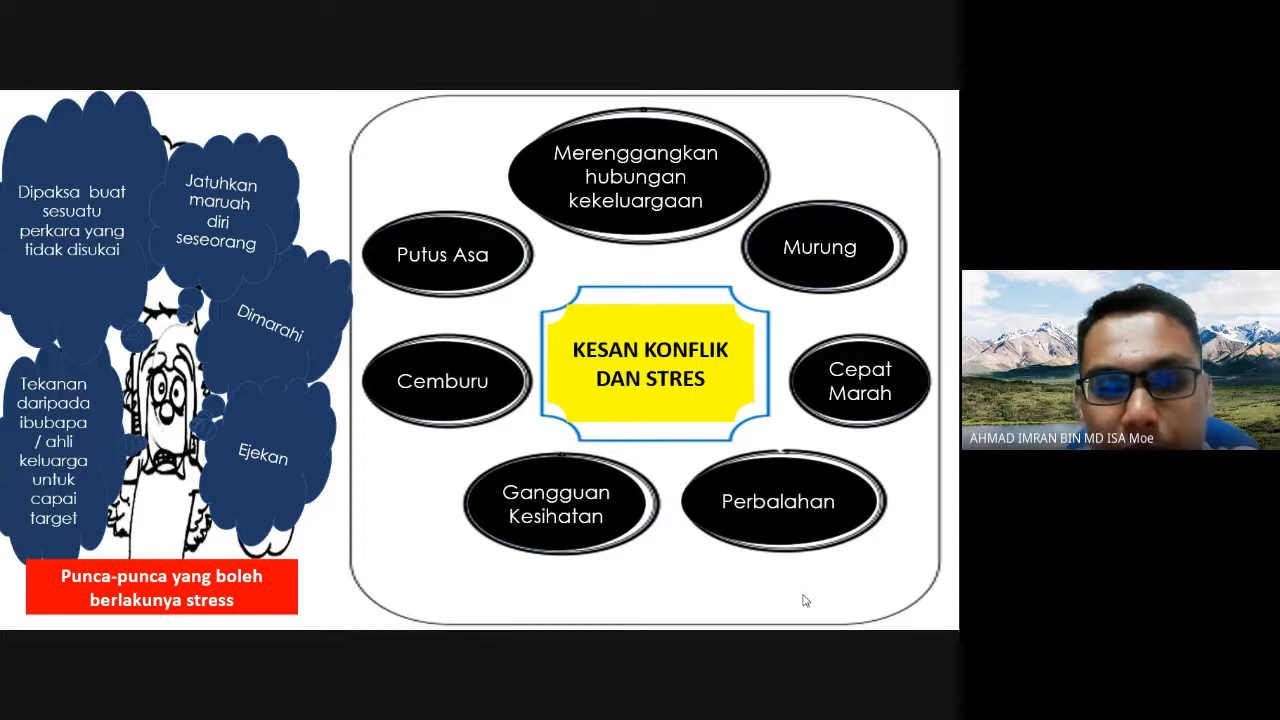 Dipaksa buat
sesuatu
perkara yang
tidak disukai
Jatuhkan
maruah
diri
seseorang
Dimarahi
Tekanan
daripada
ibubapa
/ ahli
keluarga
untuk
capai
target
Ejekan
Punca-punca yang boleh
berlakunya stress
Merenggangkan
hubungan
kekeluargaan
Putus Asa
Murung
KESAN KONFLIK
DAN STRES
Cemburu
Cepat
Marah
Gangguan
Kesihatan
Perbalahan
AHMAD IMRAN BIN MD ISA Moe